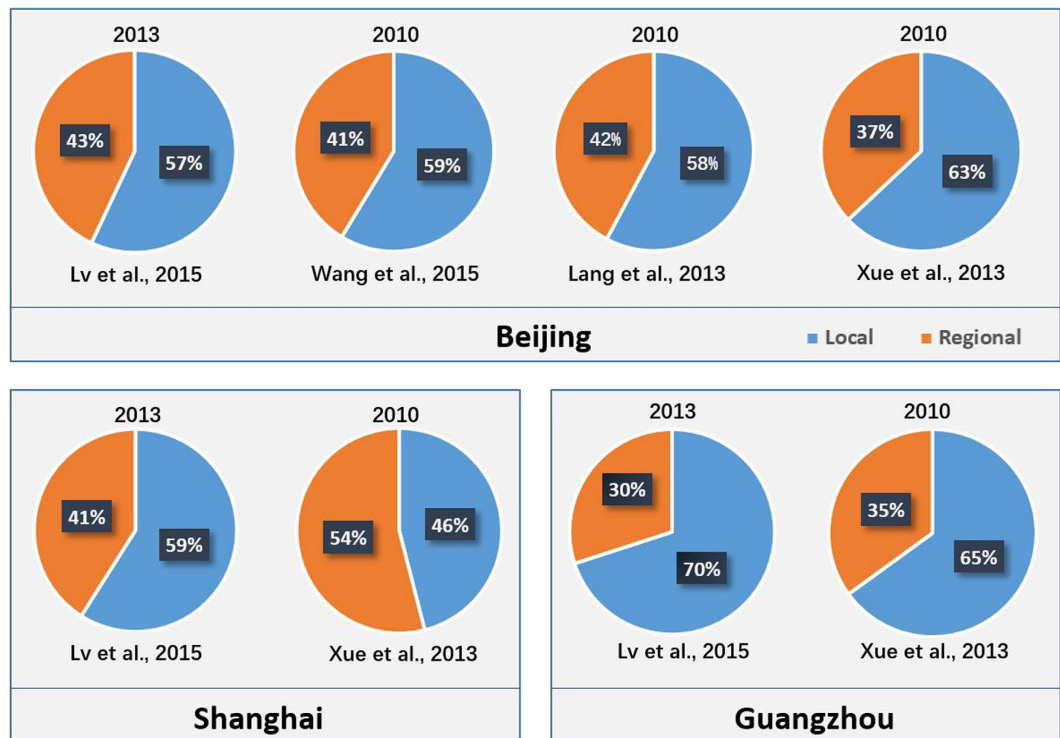 2013 2010 2010 2010
43% 57% 41% 59% 42% 58% 37% 63%
Lv et al., 2015 Wang et al., 2015 Lang et al., 2013 Xue et al., 2013
Beijing Local Regional
2013 2010
41% 59% 54% 46%
Lv et al., 2015 Xue et al., 2013
Shanghai
2013 2010
30% 70% 35% 65%
Lv et al., 2015 Xue et al., 2013
Guangzhou